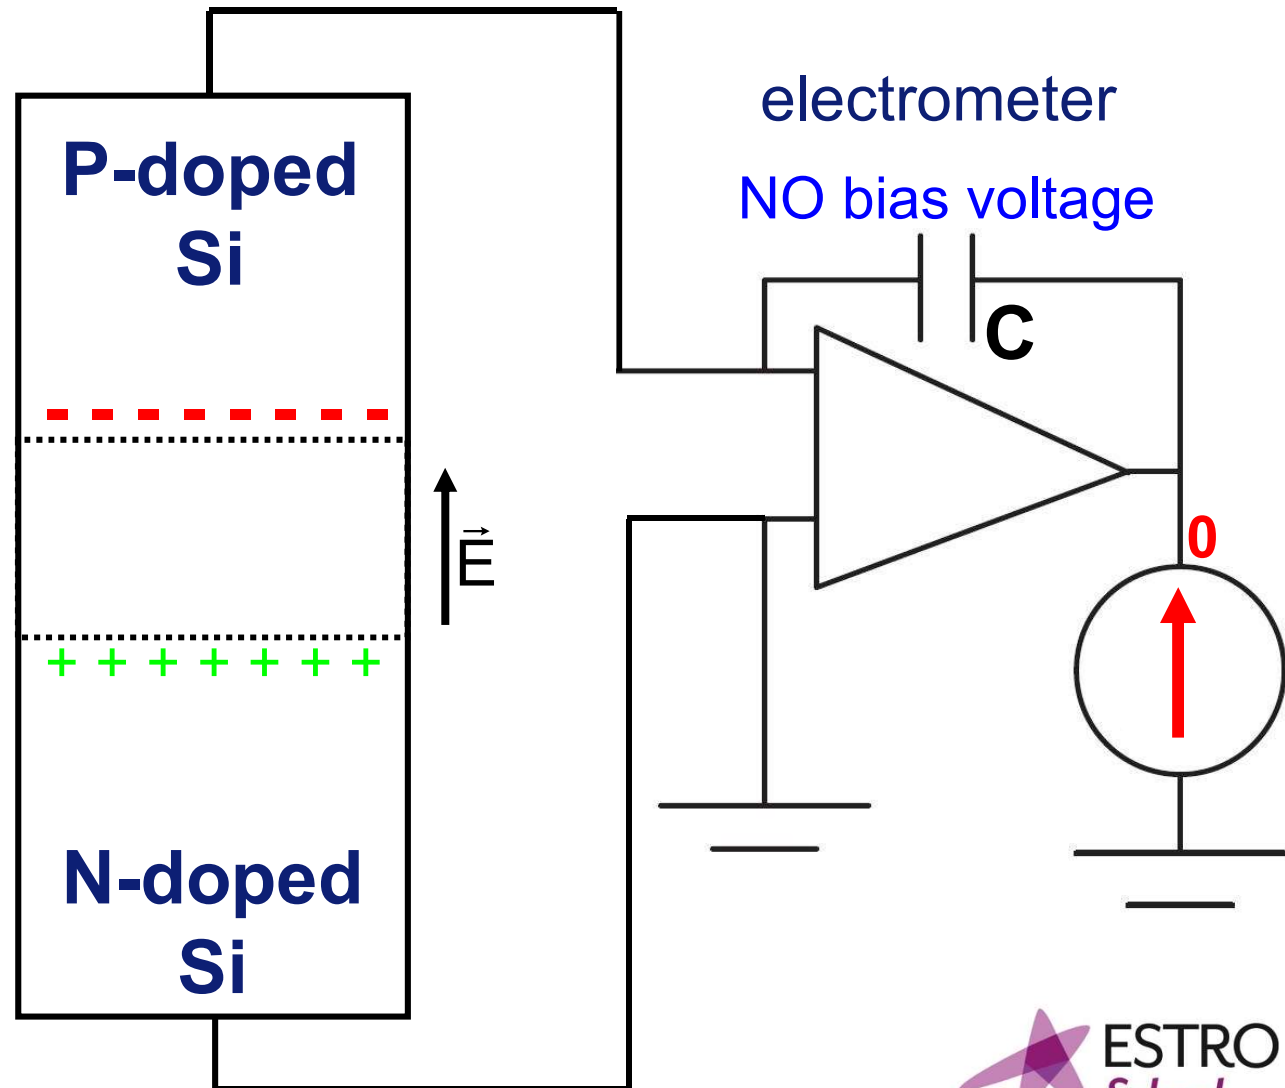 electrometer
NO bias voltage
P-doped
Si
C
- - - - - - - -
E
0
+ + + + + + +
N-doped
Si
ESTRO